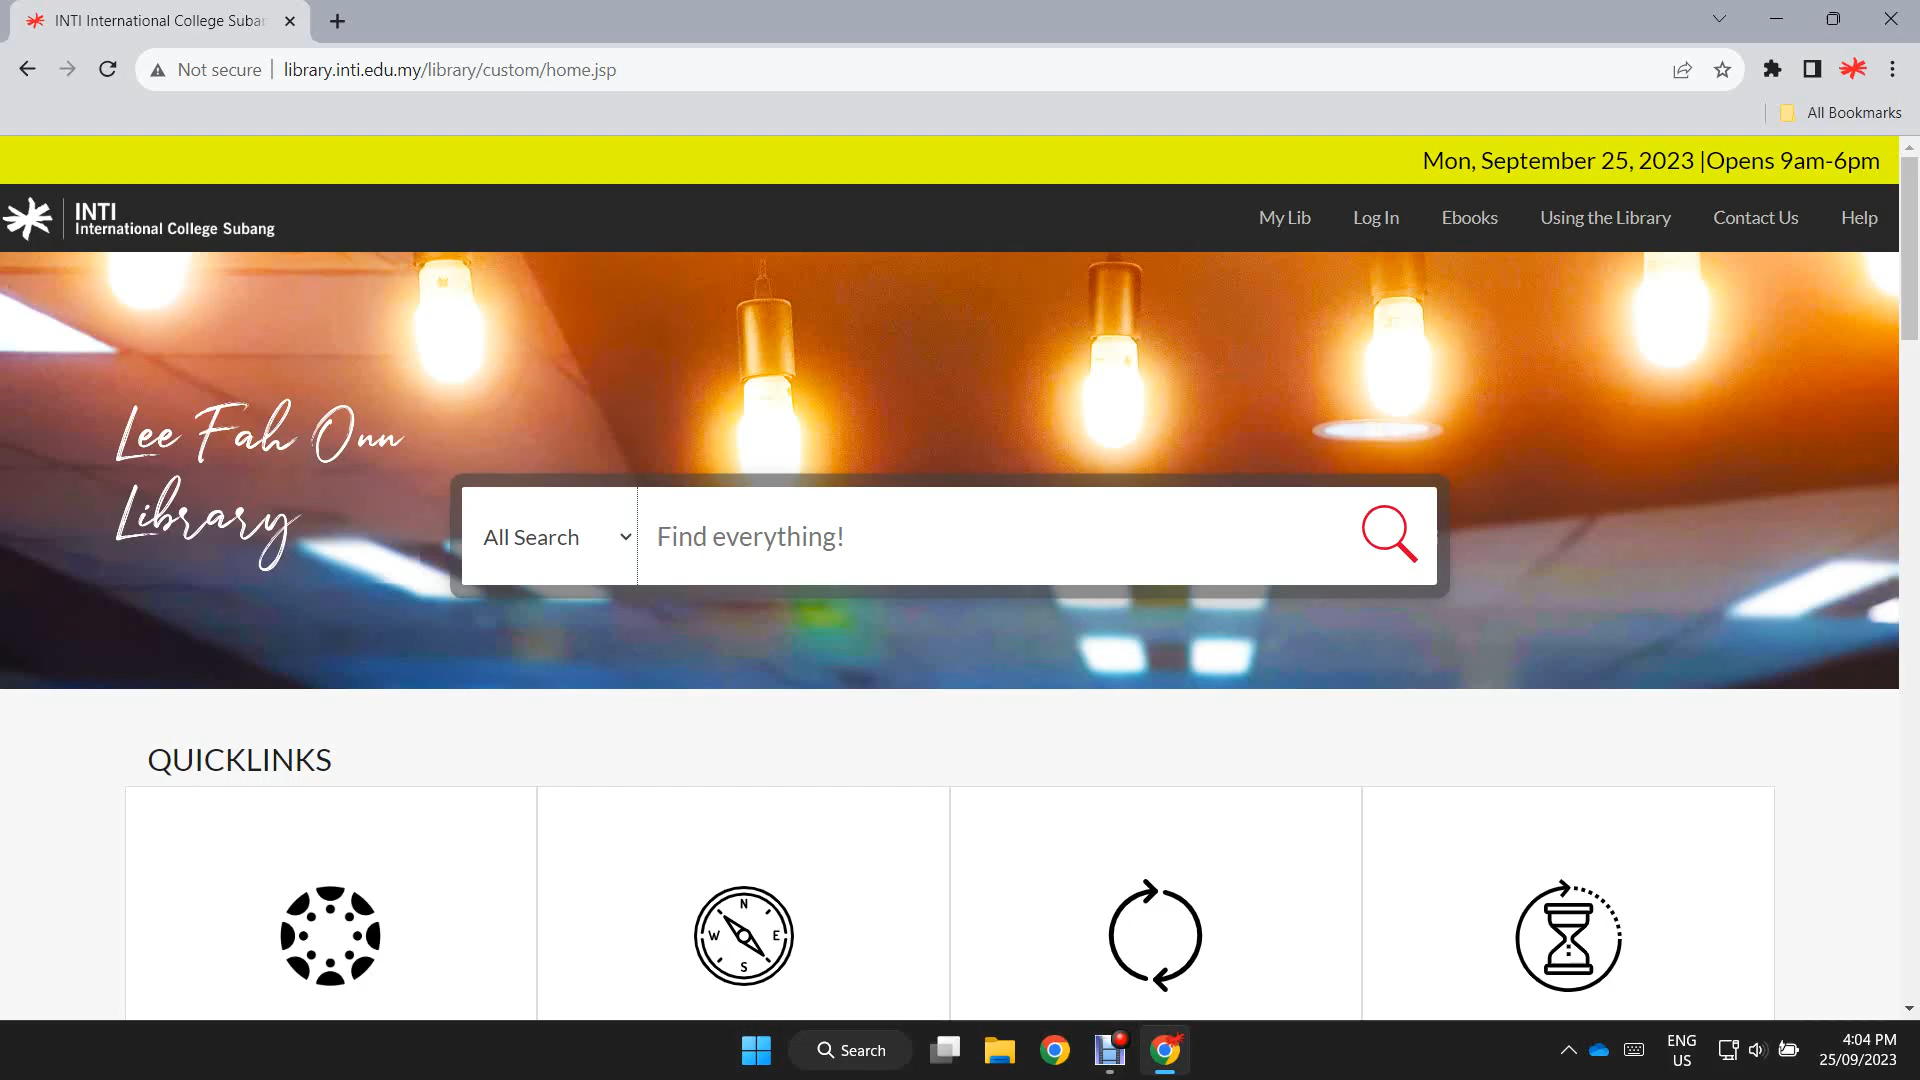 INTI International College Suba
Not secure
library.inti.edu.my/library/custom/home.jsp
All Bookmarks
Mon, September 25, 2023 |Opens 9am-6pm
INTI
International College Subang
My Lib
Log In
Ebooks
Using the Library
Contact Us
Help
Lee Fah Onn
Library
All Search
Find everything!
QUICKLINKS
N
W E
S
Search
ENG
US
4:04 PM
25/09/2023